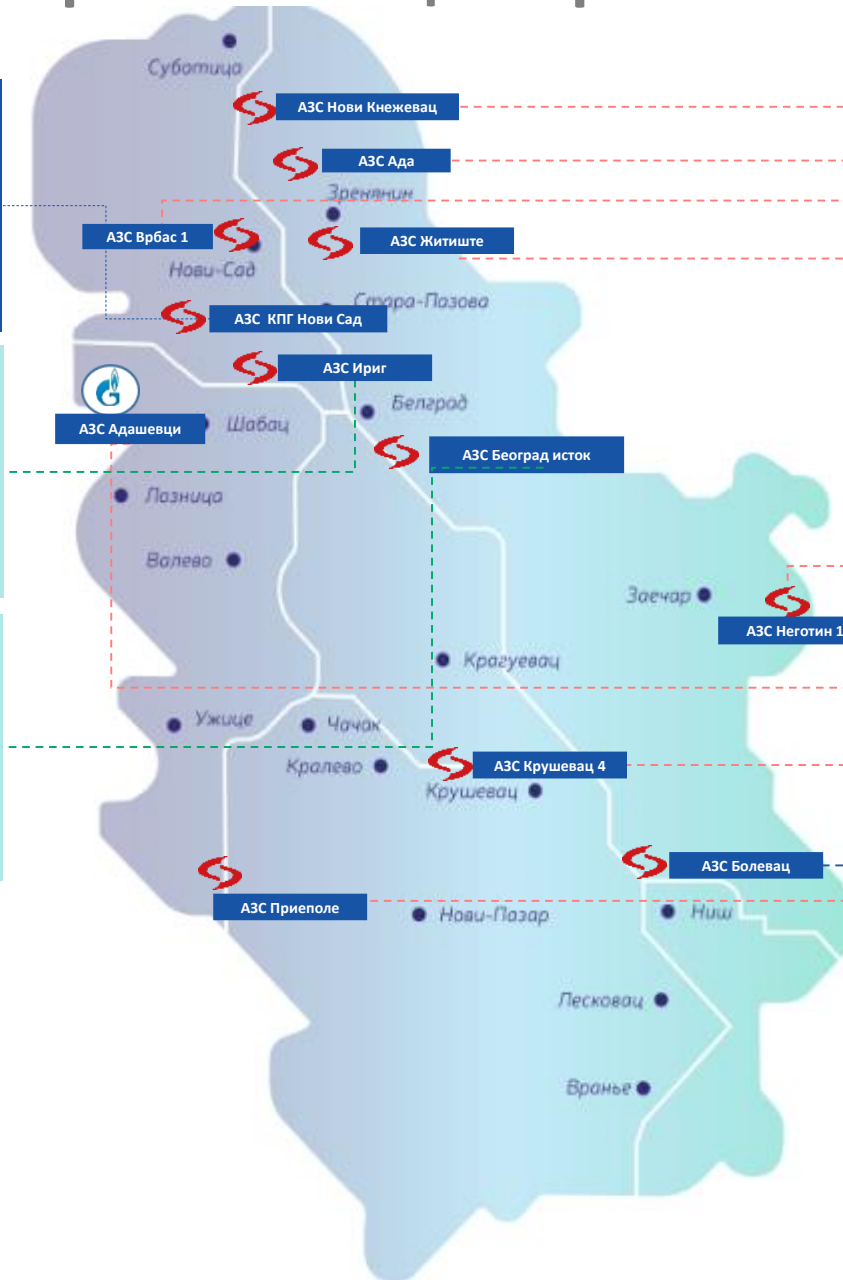 Суботица
АЗС Нови Кнежевац
АЗС Ада
Зренянин
АЗС Врбас 1
АЗС Житиште
Нови-Сад
Стара-Пазова
АЗС КПГ Нови Сад
АЗС Ириг
Белград
АЗС Адашевци
Шабац
АЗС Београд исток
Лозница
Валево
Заечар
АЗС Неготин 1
Крагуевац
Ужице
Чачак
Кралево
АЗС Крушевац 4
Крушевац
АЗС Болевац
АЗС Приеполе
Нови-Пазар
Ниш
Лесковац
Вранье